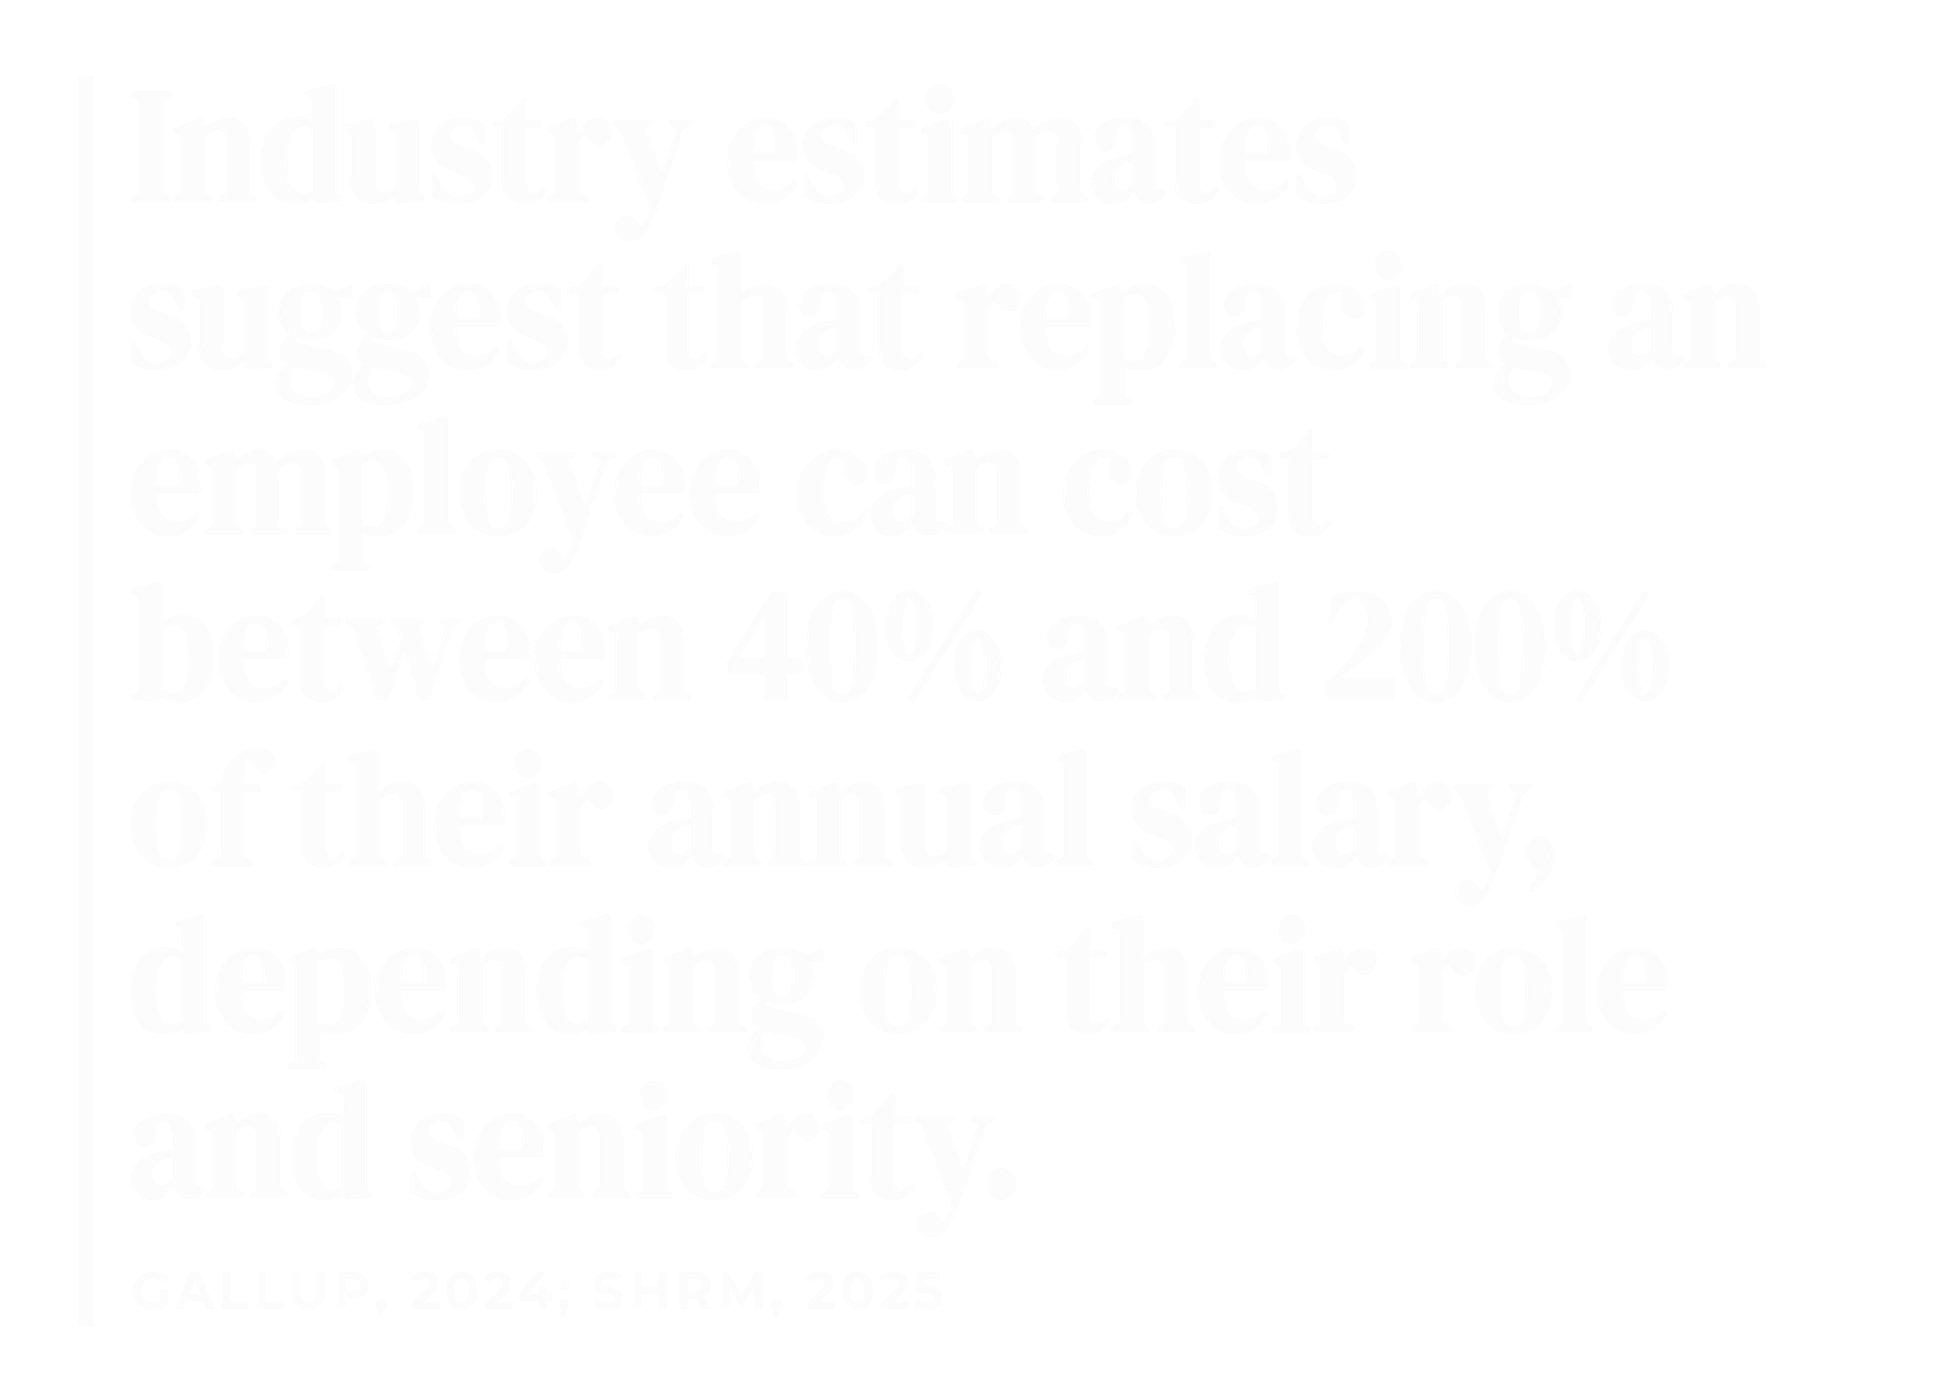 Industry estimates
suggest that replacing an
employee can cost
between 40% and 200%
of their annual salary,
depending on their role
and seniority.
GALLUP, 2024; SHRM, 2025